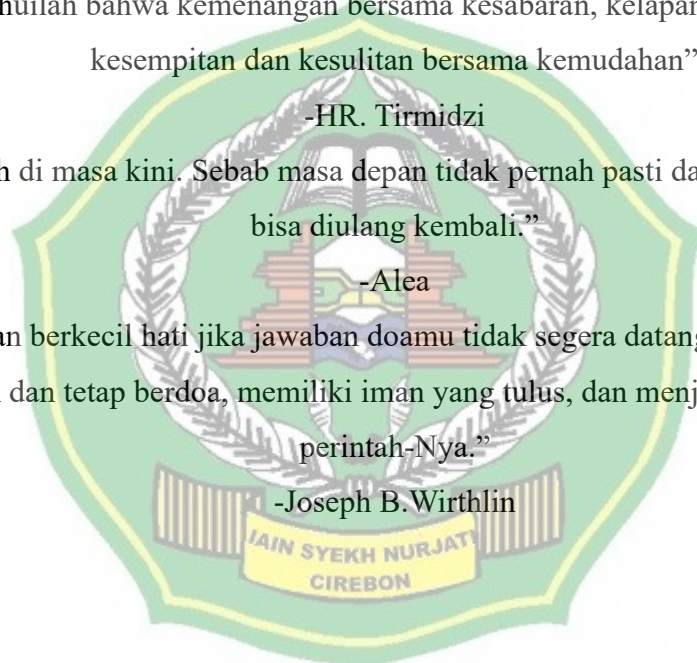 huilah bahwa kemenangan bersama kesabaran, kelapan
kesempitan dan kesulitan bersama kemudahan”
-HR. Tirmidzi
h di masa kini. Sebab masa depan tidak pernah pasti da
bisa diulang kembali.”
-Alea
an berkecil hati jika jawaban doamu tidak segera datang
dan tetap berdoa, memiliki iman yang tulus, dan menj
perintah-Nya.”
-Joseph B.Wirthlin
IAIN SYEKH NURJATI
CIREBON